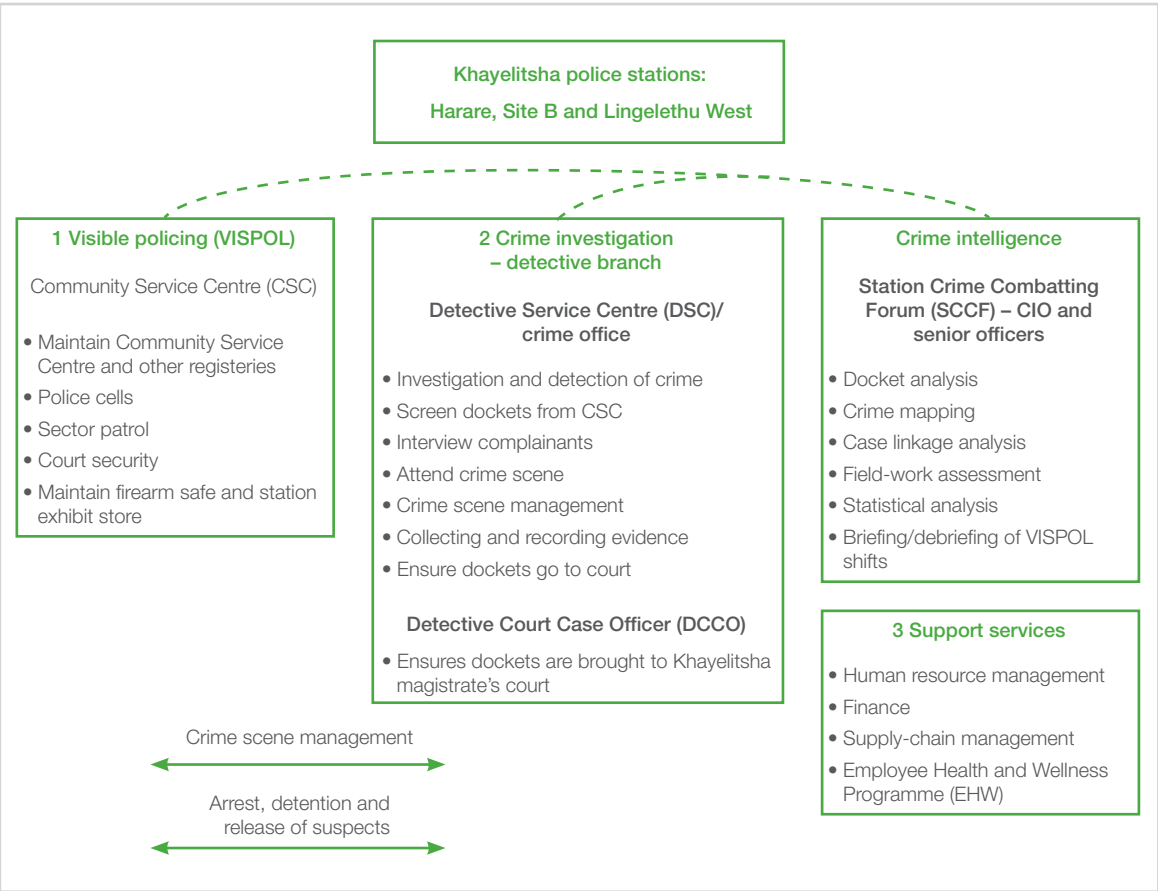 Khayelitsha police stations:
Harare, Site B and Lingelethu West
1 Visible policing (VISPOL)
Community Service Centre (CSC)
• Maintain Community Service
Centre and other registeries
• Police cells
• Sector patrol
• Court security
• Maintain firearm safe and station
exhibit store
2 Crime investigation
– detective branch
Detective Service Centre (DSC)/
crime office
• Investigation and detection of crime
• Screen dockets from CSC
• Interview complainants
• Attend crime scene
• Crime scene management
• Collecting and recording evidence
• Ensure dockets go to court
Detective Court Case Officer (DCCO)
• Ensures dockets are brought to Khayelitsha
magistrate's court
Crime intelligence
Station Crime Combatting
Forum (SCCF) – CIO and
senior officers
• Docket analysis
• Crime mapping
• Case linkage analysis
• Field-work assessment
• Statistical analysis
• Briefing/debriefing of VISPOL
shifts
3 Support services
• Human resource management
• Finance
• Supply-chain management
• Employee Health and Wellness
Programme (EHW)
Crime scene management
Arrest, detention and
release of suspects